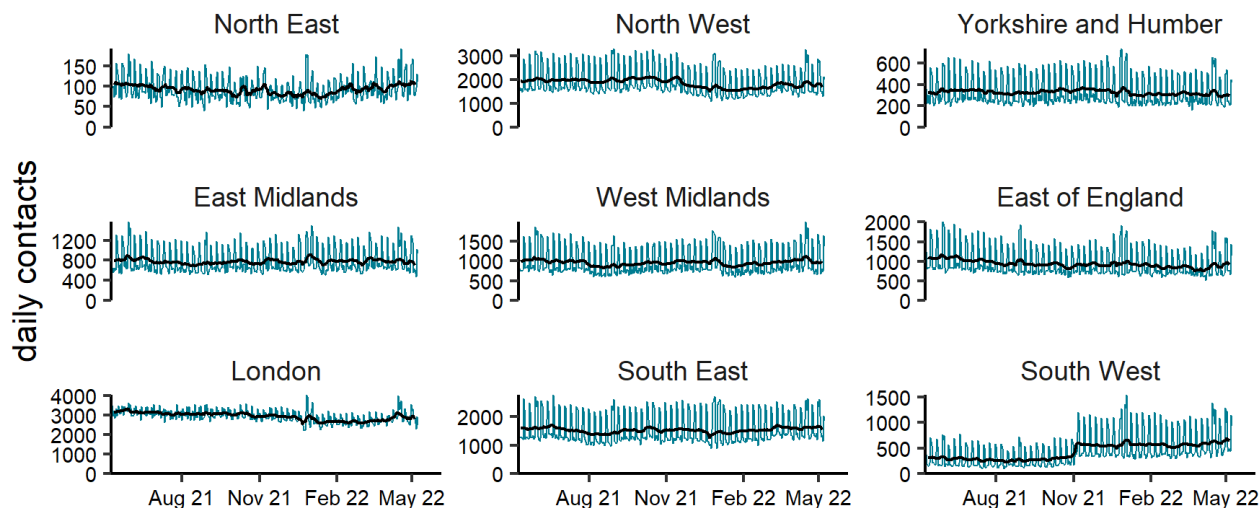 North East
North West
Yorkshire and Humber
150
100
50
0
3000
2000
1000
0
600
400
200
0
daily contacts
East Midlands
West Midlands
East of England
1200
800
400
0
1500
1000
500
0
2000
1500
1000
500
0
London
South East
South West
4000
3000
2000
1000
0
2000
1000
0
1500
1000
500
0
Aug 21 Nov 21 Feb 22 May 22
Aug 21 Nov 21 Feb 22 May 22
Aug 21 Nov 21 Feb 22 May 22